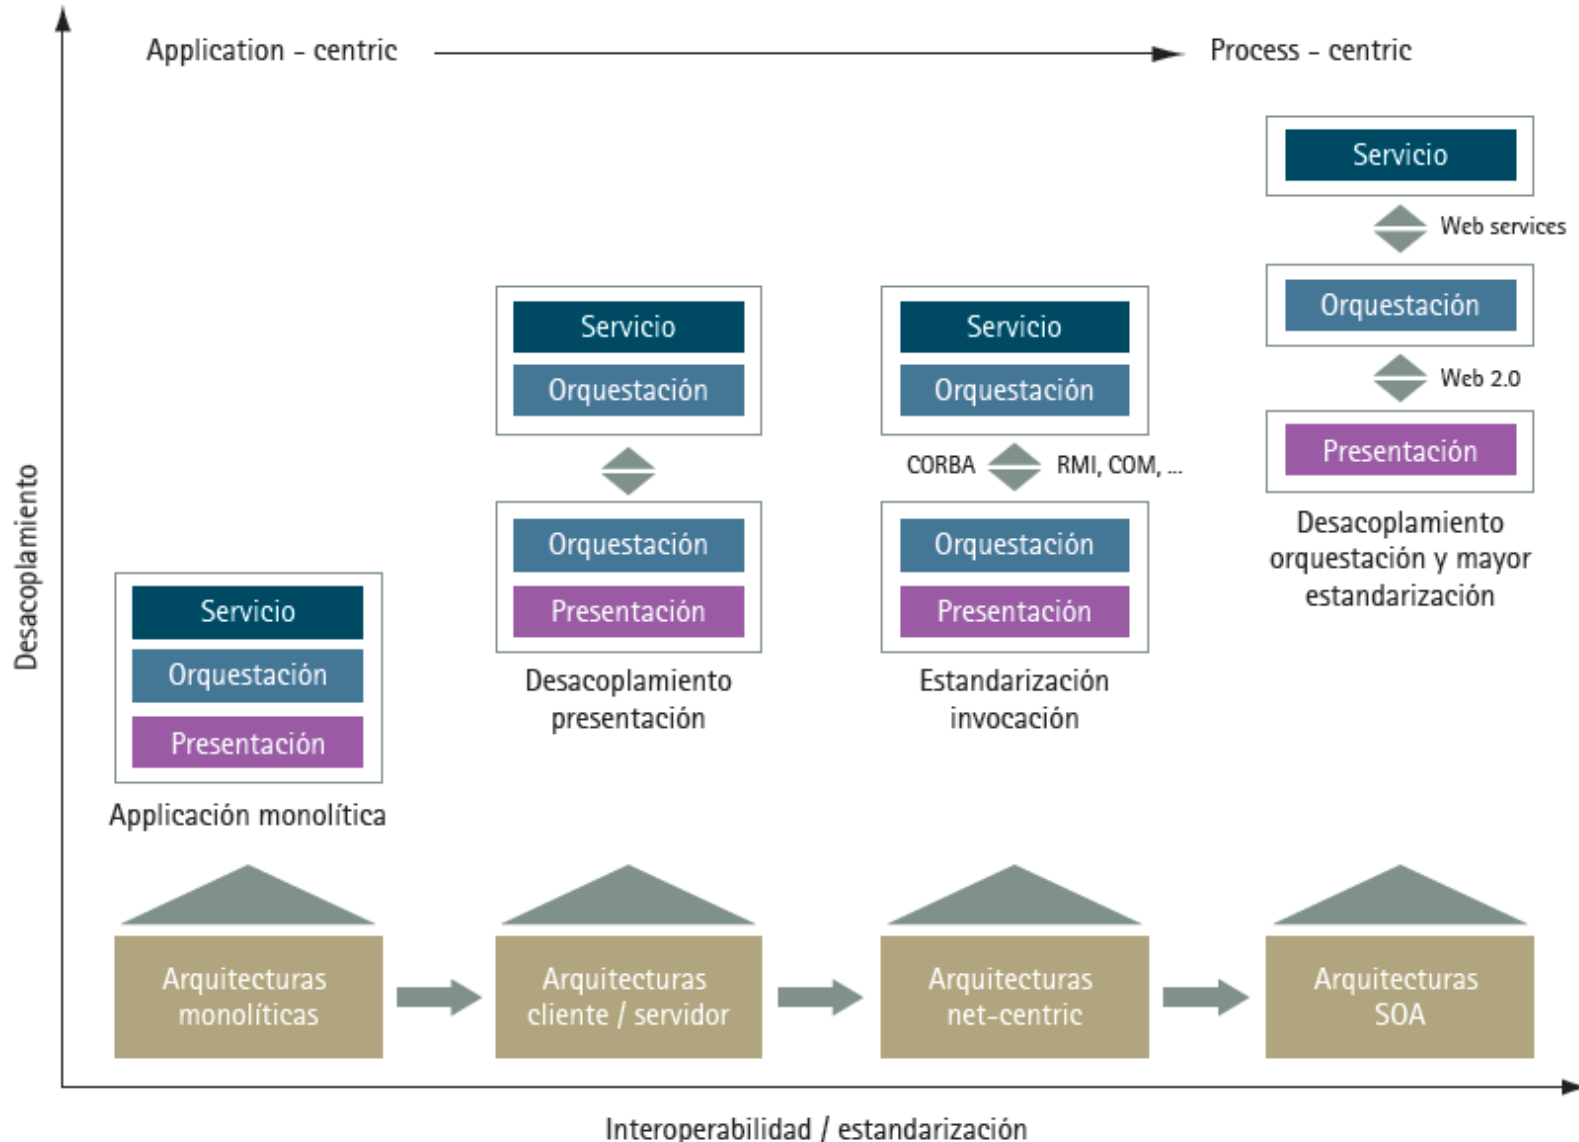 Application - centric
Process - centric
Desacoplamiento
Servicio
Orquestación
Presentación
Applicación monolítica
Servicio
Orquestación
Orquestación
Presentación
Desacoplamiento
presentación
Servicio
Orquestación
CORBA
RMI, COM, ...
Orquestación
Presentación
Estandarización
invocación
Servicio
Web services
Orquestación
Web 2.0
Presentación
Desacoplamiento
orquestación y mayor
estandarización
Arquitecturas
monolíticas
Arquitecturas
cliente / servidor
Arquitecturas
net-centric
Arquitecturas
SOA
Interoperabilidad / estandarización